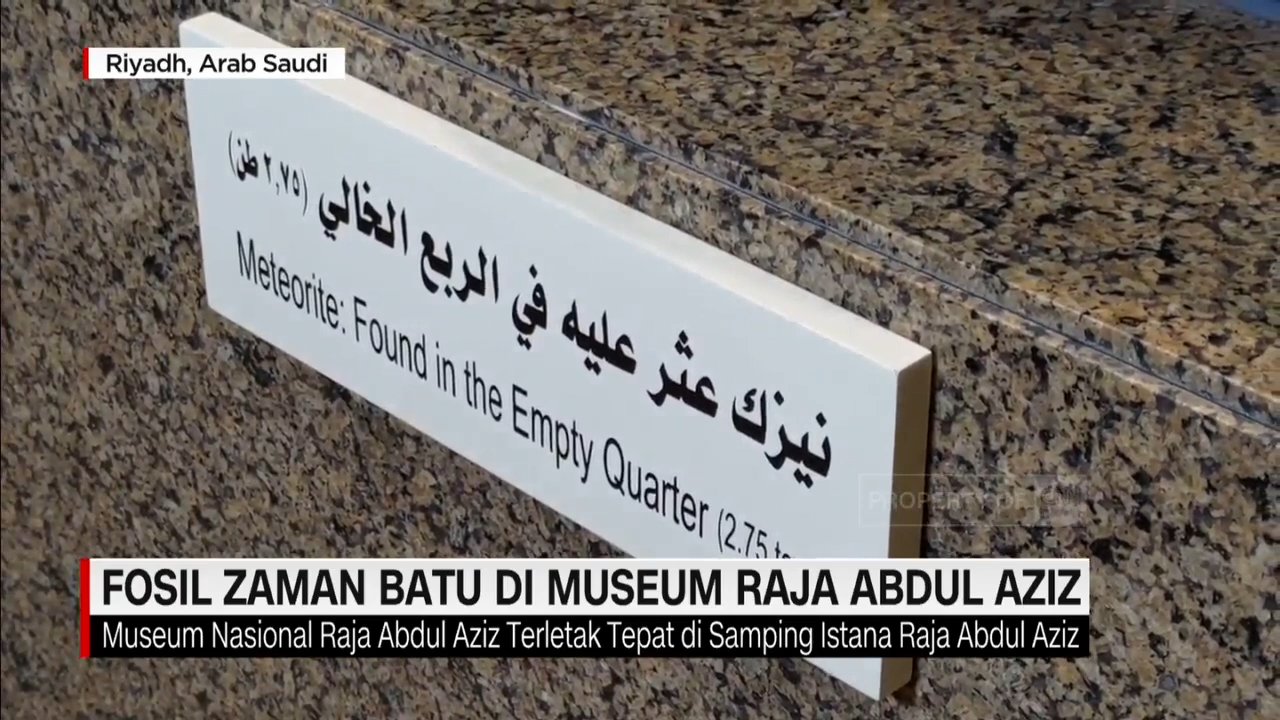 Riyadh, Arab Saudi
نيزك عثر عليه في الربع الخالي (٢,٧٥ طن)
Meteorite: Found in the Empty Quarter (2.75
PROPERTY OF
FOSIL ZAMAN BATU DI MUSEUM RAJA ABDUL AZIZ
Museum Nasional Raja Abdul Aziz Terletak Tepat di Samping Istana Raja Abdul Aziz